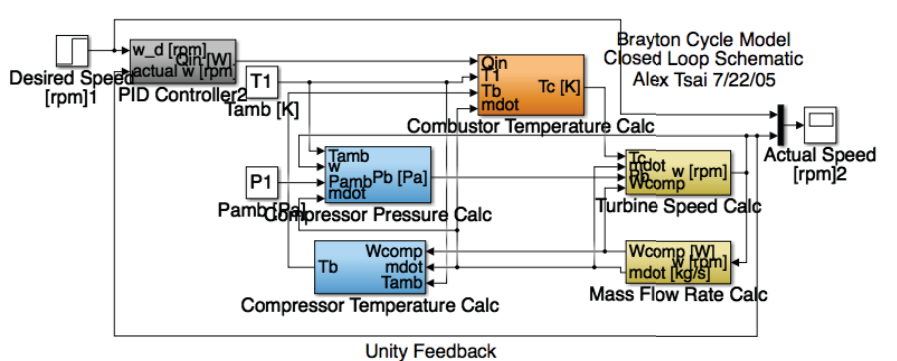 Brayton Cycle Model
Closed Loop Schematic
Alex Tsai 7/22/05
Desired Speed
[rpm]1
w_d [rpm]
actual w [rpm]
Qin [W]
PID Controller2
T1
Tamb [K]
Qin
T1
Tb
mdot
Tc [K]
Combustor Temperature Calc
Actual Speed
[rpm]2
P1
Pamb [Pa]
Tamb
w
Pamb
mdot
Pb [Pa]
Compressor Pressure Calc
Tc
mdot
Pb
Wcomp
w [rpm]
Turbine Speed Calc
Tb
Wcomp
mdot
Tamb
Compressor Temperature Calc
Wcomp [W]
w [rpm]
mdot [kg/s]
Mass Flow Rate Calc
Unity Feedback